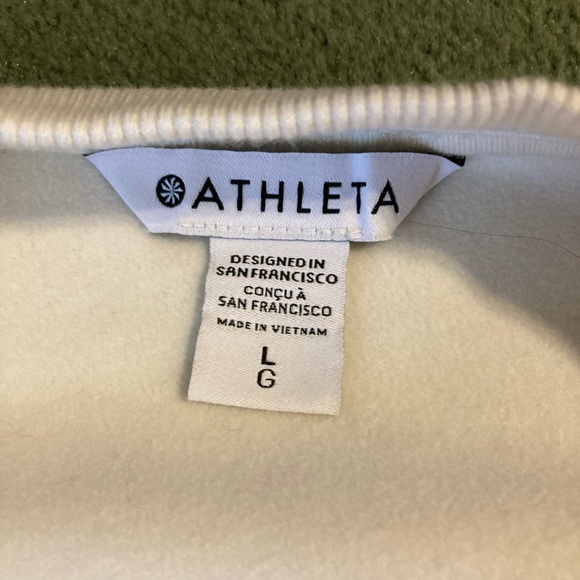 ATHLETA
DESIGNED IN
SAN FRANCISCO
CONÇU À
SAN FRANCISCO
MADE IN VIETNAM
L
G